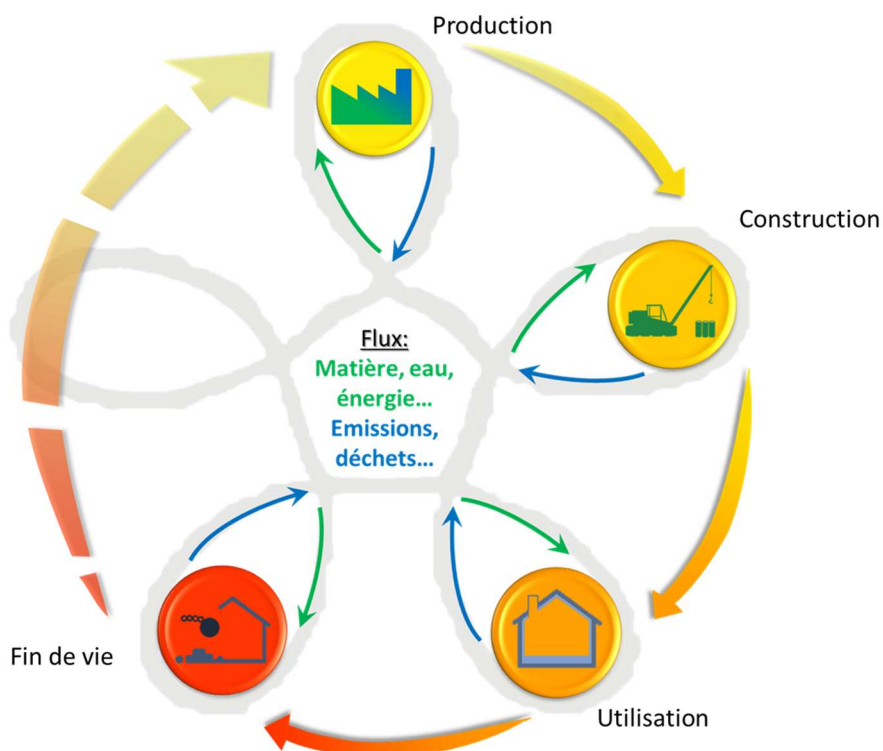 Production
Construction
Flux:
Matière, eau,
énergie...
Emissions,
déchets...
Fin de vie
Utilisation